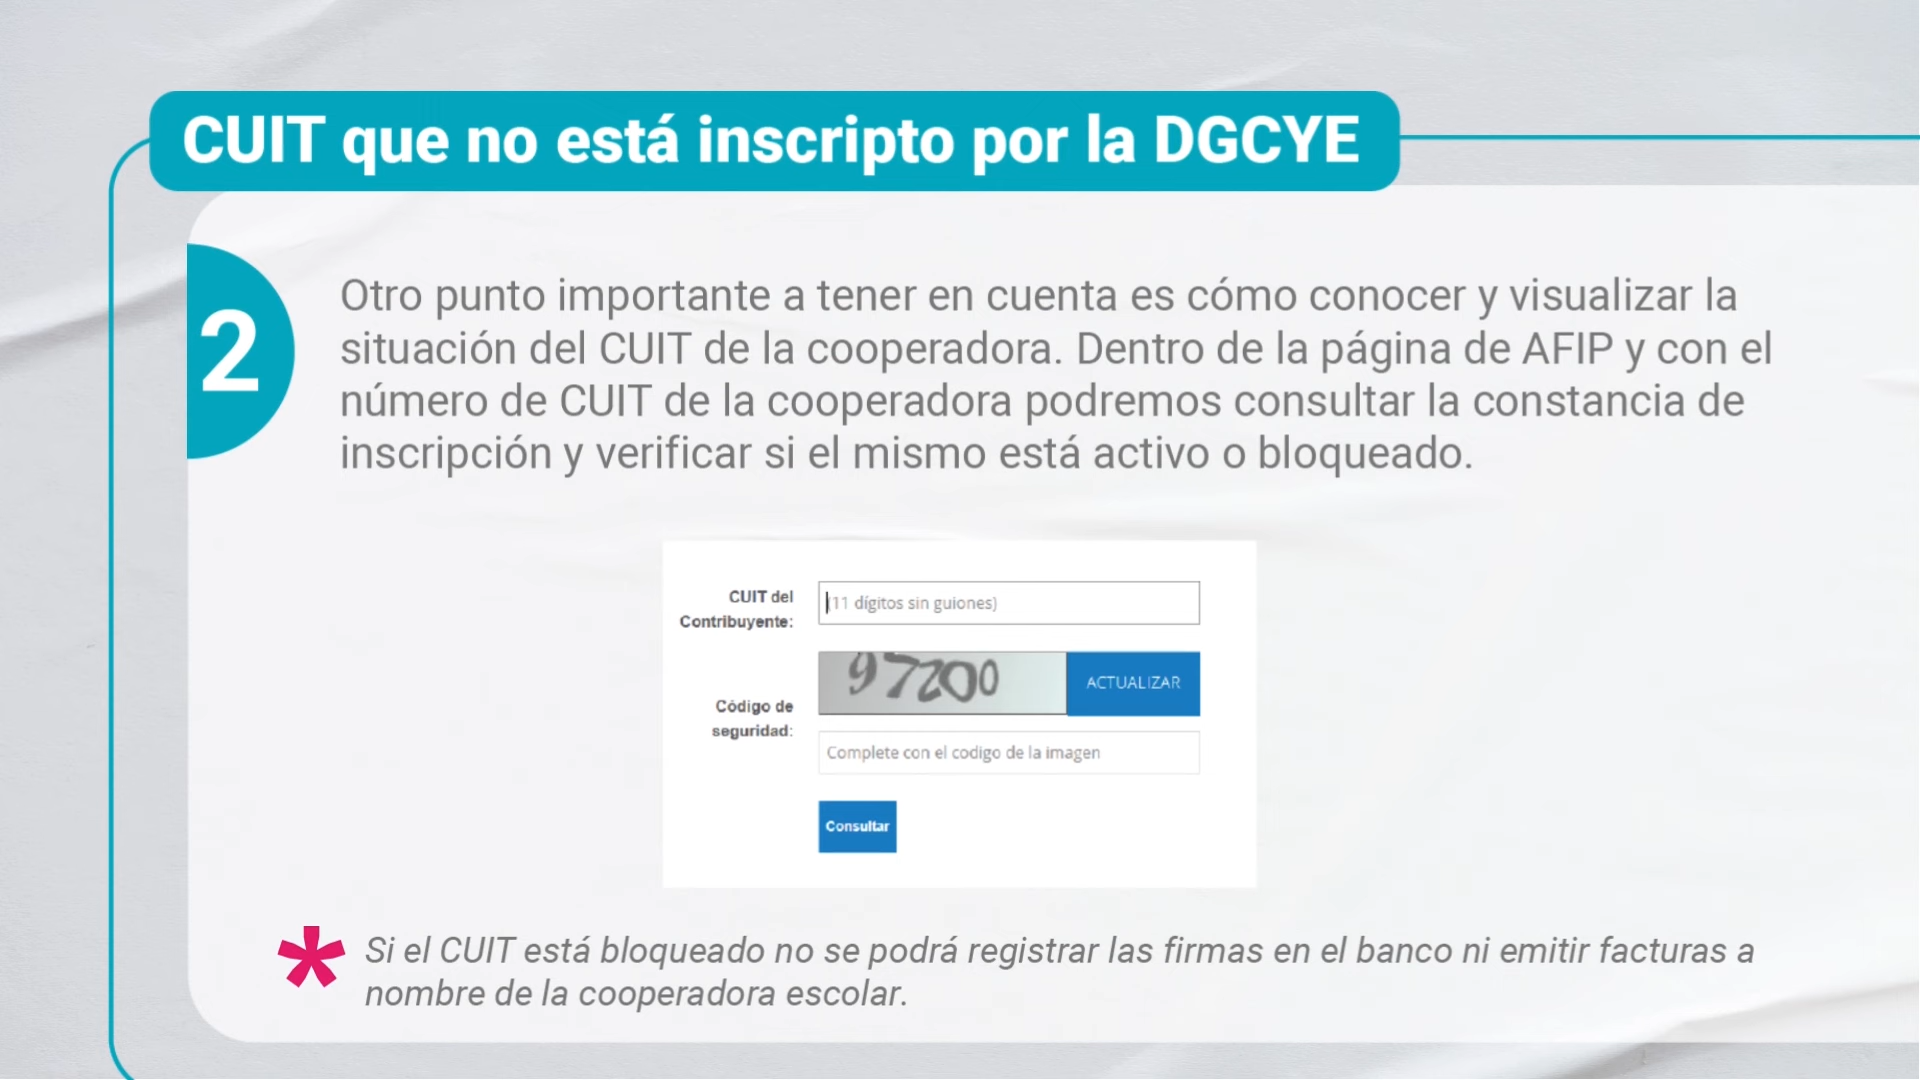 CUIT que no está inscripto por la DGCYE
2
Otro punto importante a tener en cuenta es cómo conocer y visualizar la
situación del CUIT de la cooperadora. Dentro de la página de AFIP y con el
número de CUIT de la cooperadora podremos consultar la constancia de
inscripción y verificar si el mismo está activo o bloqueado.
CUIT del
Contribuyente:
(11 dígitos sin guiones)
97200
ACTUALIZAR
Código de
seguridad:
Complete con el codigo de la imagen
Consultar
* Si el CUIT está bloqueado no se podrá registrar las firmas en el banco ni emitir facturas a
nombre de la cooperadora escolar.